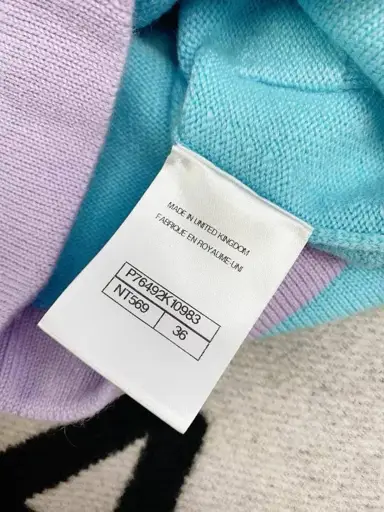 MADE IN UNITED KINGDOM
FABRIQUE EN ROYAUME-UNI
P76492K10983
NT569 36